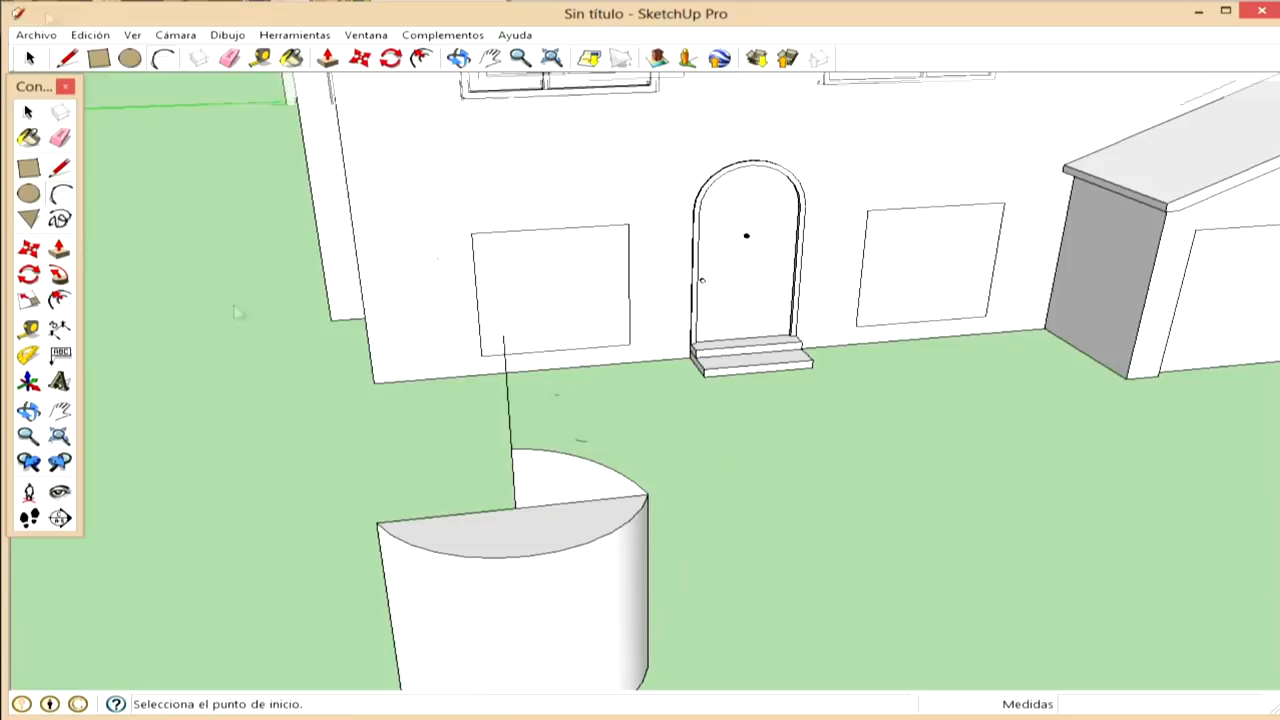 Sin título - SketchUp Pro
Archivo Edición Ver Cámara Dibujo Herramientas Ventana Complementos Ayuda
Con...
ABC
Selecciona el punto de inicio.
Medidas